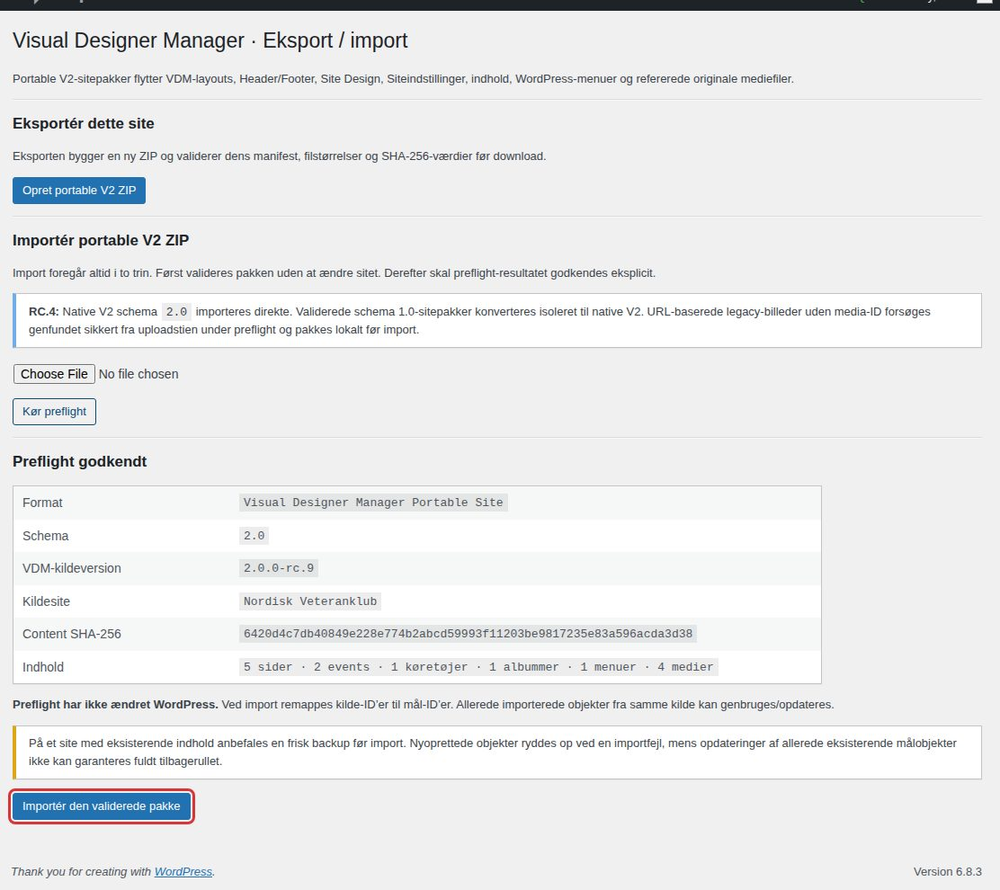 Visual Designer Manager · Eksport / import
Portable V2-sitepakker flytter VDM-layouts, Header/Footer, Site Design, Siteindstillinger, indhold, WordPress-menuer og refererede originale mediefiler.
Eksportér dette site
Eksporten bygger en ny ZIP og validerer dens manifest, filstørrelser og SHA-256-værdier før download.
Opret portable V2 ZIP
Importér portable V2 ZIP
Import foregår altid i to trin. Først valideres pakken uden at ændre sitet. Derefter skal preflight-resultatet godkendes eksplicit.
RC.4: Native V2 schema 2.0 importeres direkte. Validerede schema 1.0-sitepakker konverteres isoleret til native V2. URL-baserede legacy-billeder uden media-ID forsøges
genfundet sikkert fra uploadstien under preflight og pakkes lokalt før import.
Choose File No file chosen
Kør preflight
Preflight godkendt
Format Visual Designer Manager Portable Site
Schema 2.0
VDM-kildeversion 2.0.0-rc.9
Kildesite Nordisk Veteranklub
Content SHA-256 6420d4c7db40849e228e774b2abcd59993f11203be9817235e83a596acda3d38
Indhold 5 sider · 2 events · 1 køretøjer · 1 albummer · 1 menuer · 4 medier
Preflight har ikke ændret WordPress. Ved import remappes kilde-ID'er til mål-ID'er. Allerede importerede objekter fra samme kilde kan genbruges/opdateres.
På et site med eksisterende indhold anbefales en frisk backup før import. Nyoprettede objekter ryddes op ved en importfejl, mens opdateringer af allerede eksisterende målobjekter
ikke kan garanteres fuldt tilbagerullet.
Importér den validerede pakke
Thank you for creating with WordPress.
Version 6.8.3